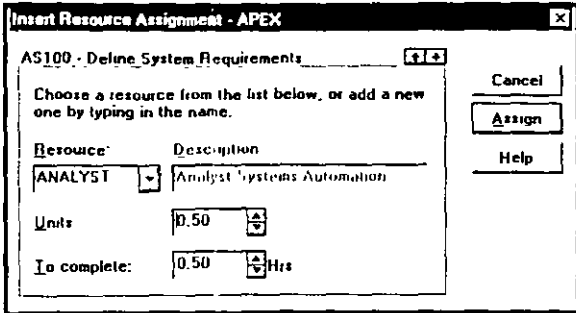 Insert Resource Assignment - APEX
AS100 - Define System Requirements
Choose a resource from the list below, or add a new
one by typing in the name.
Resource: Description
ANALYST Analyst Systems Automation
Units 0.50
To complete: 0.50 Hrs
Cancel
Assign
Help